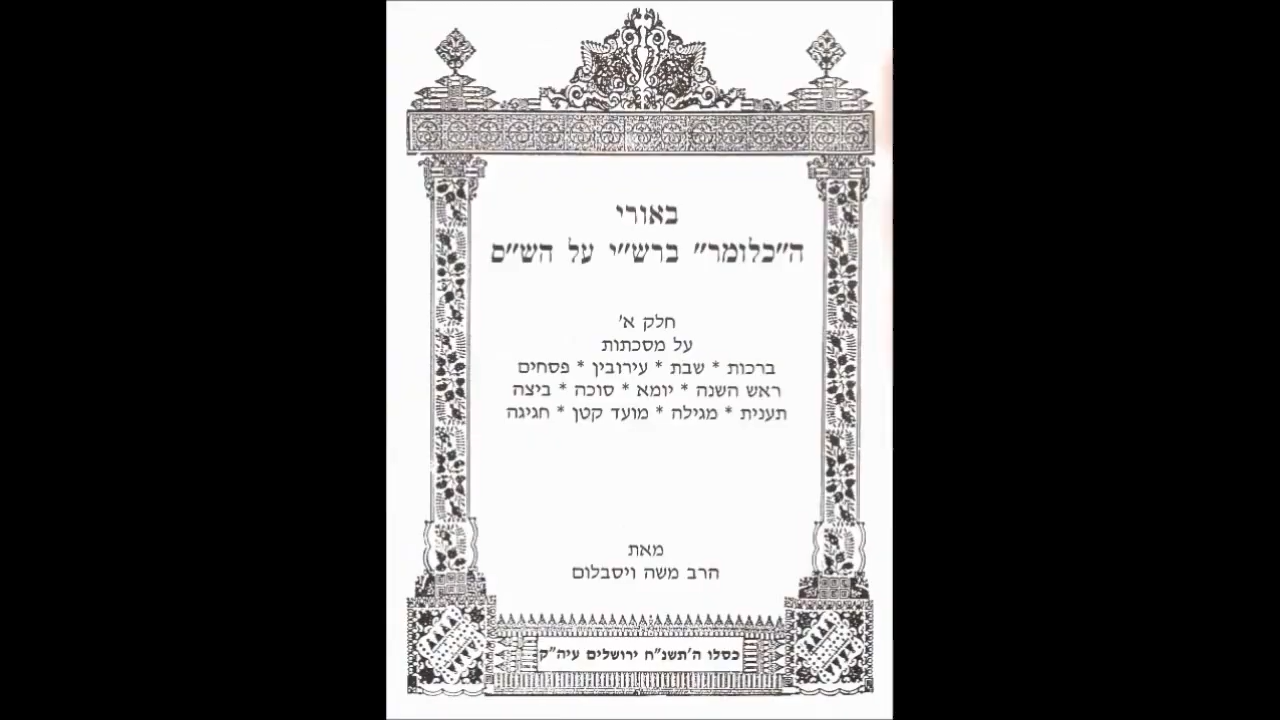 באורי
ה״כלומר״ ברש״י על הש״ס
חלק א׳
על מסכתות
ברכות * שבת * עירובין * פסחים
ראש השנה * יומא * סוכה * ביצה
תענית * מגילה * מועד קטן * חגיגה
מאת
חרב משה ויסבלום
כסלו ה׳תשנ״ח ירושלים עיה״ק